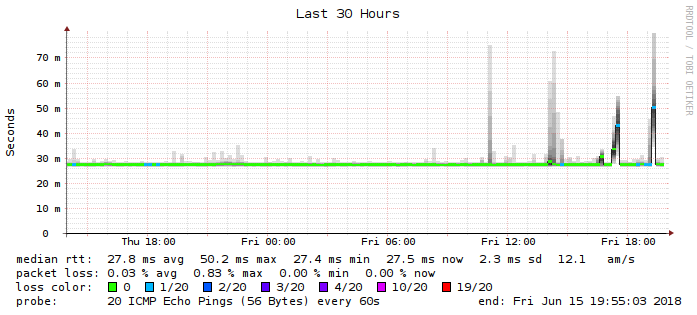 Last 30 Hours
RRDTOOL / TOBI OETIKER
Seconds
70 m
60 m
50 m
40 m
30 m
20 m
10 m
0
Thu 18:00 Fri 00:00 Fri 06:00 Fri 12:00 Fri 18:00
median rtt: 27.8 ms avg 50.2 ms max 27.4 ms min 27.5 ms now 2.3 ms sd 12.1 am/s
packet loss: 0.03 % avg 0.83 % max 0.00 % min 0.00 % now
loss color: 0 1/20 2/20 3/20 4/20 10/20 19/20
probe: 20 ICMP Echo Pings (56 Bytes) every 60s end: Fri Jun 15 19:55:03 2018